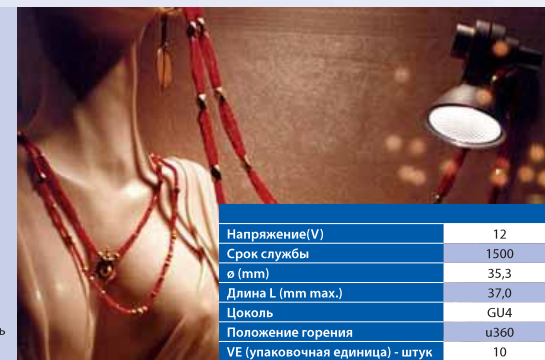 ь
Напряжение(V) 12
Срок службы 1500
ø (mm) 35,3
Длина L (mm max.) 37,0
Цоколь GU4
Положение горения u360
VE (упаковочная единица) - штук 10